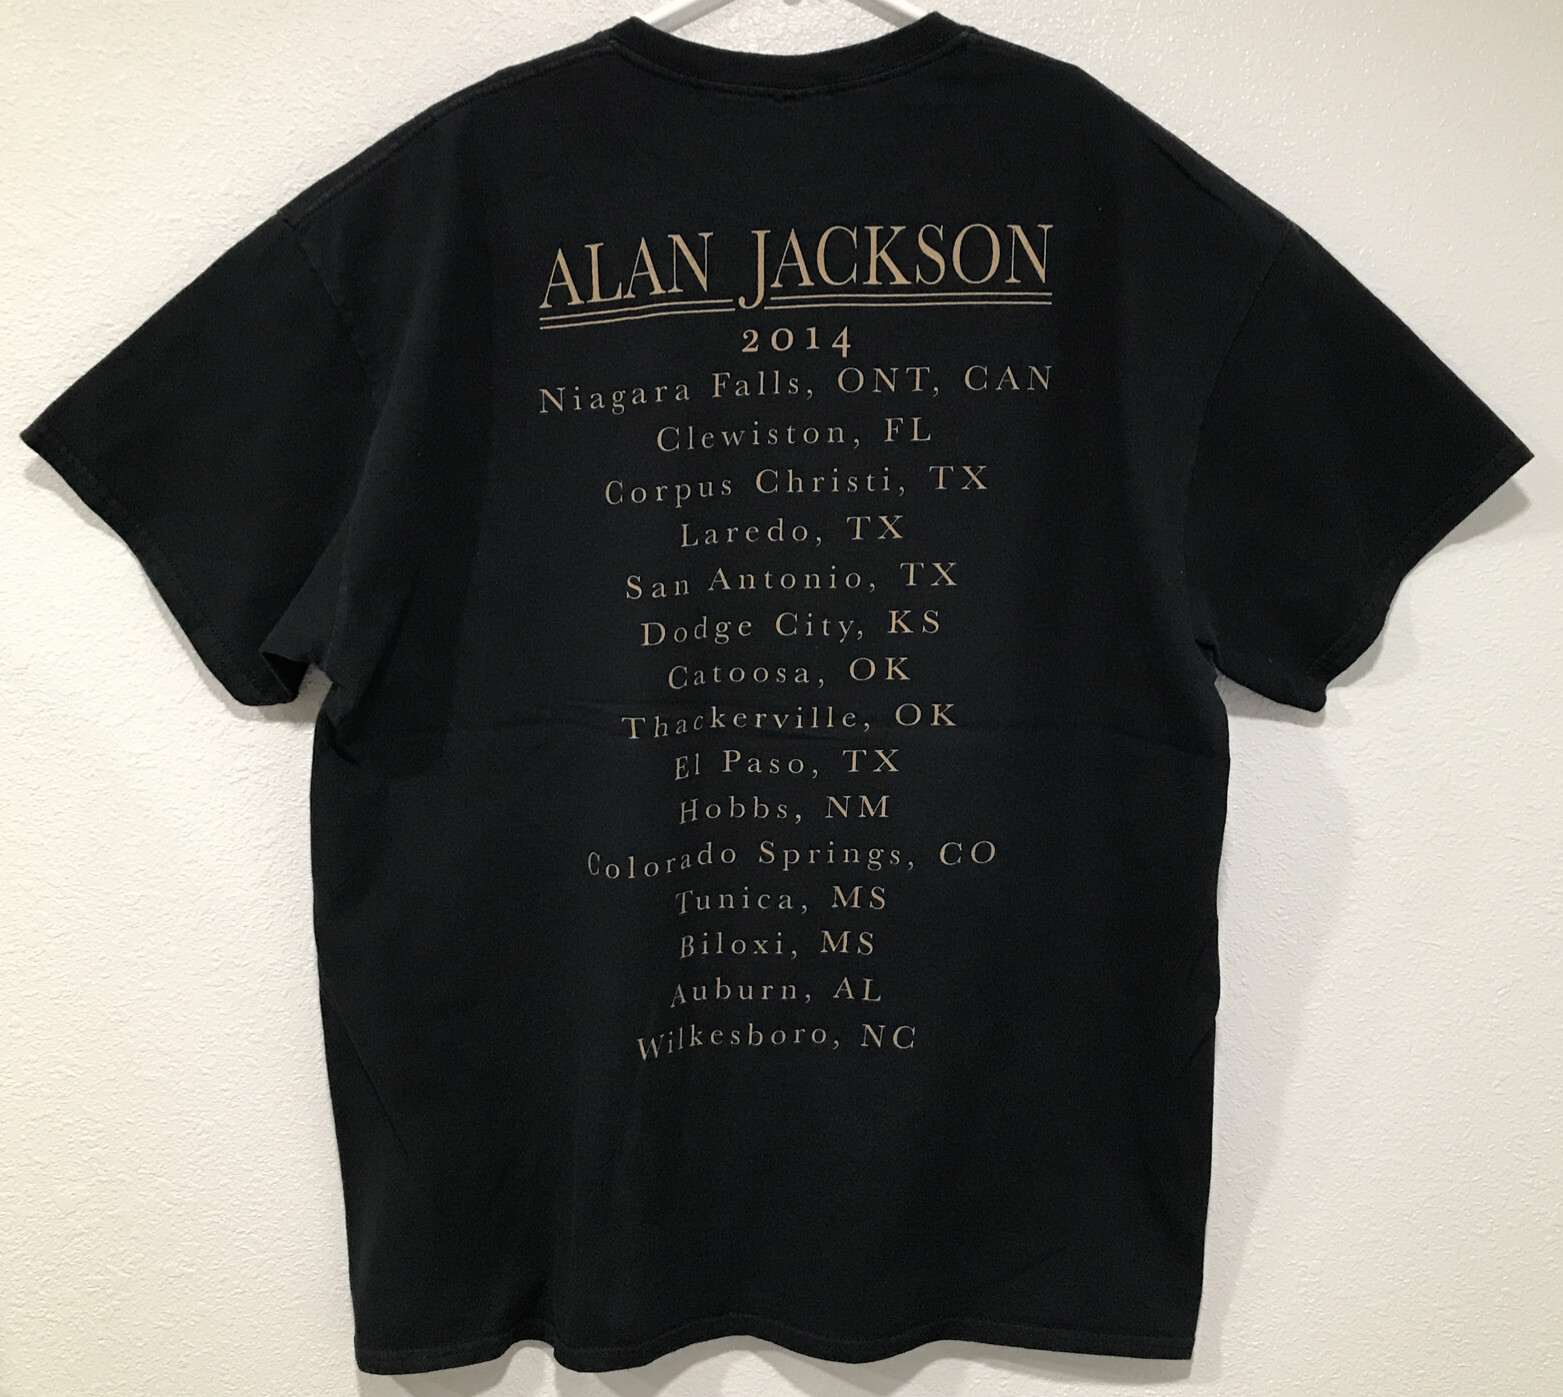 ALAN JACKSON
2014
Niagara Falls, ONT, CAN
Clewiston, FL
Corpus Christi, TX
Laredo, TX
San Antonio, TX
Dodge City, KS
Catoosa, OK
Thackerville, OK
El Paso, TX
Hobbs, NM
Colorado Springs, CO
Tunica, MS
Biloxi, MS
Auburn, AL
Wilkesboro, NC